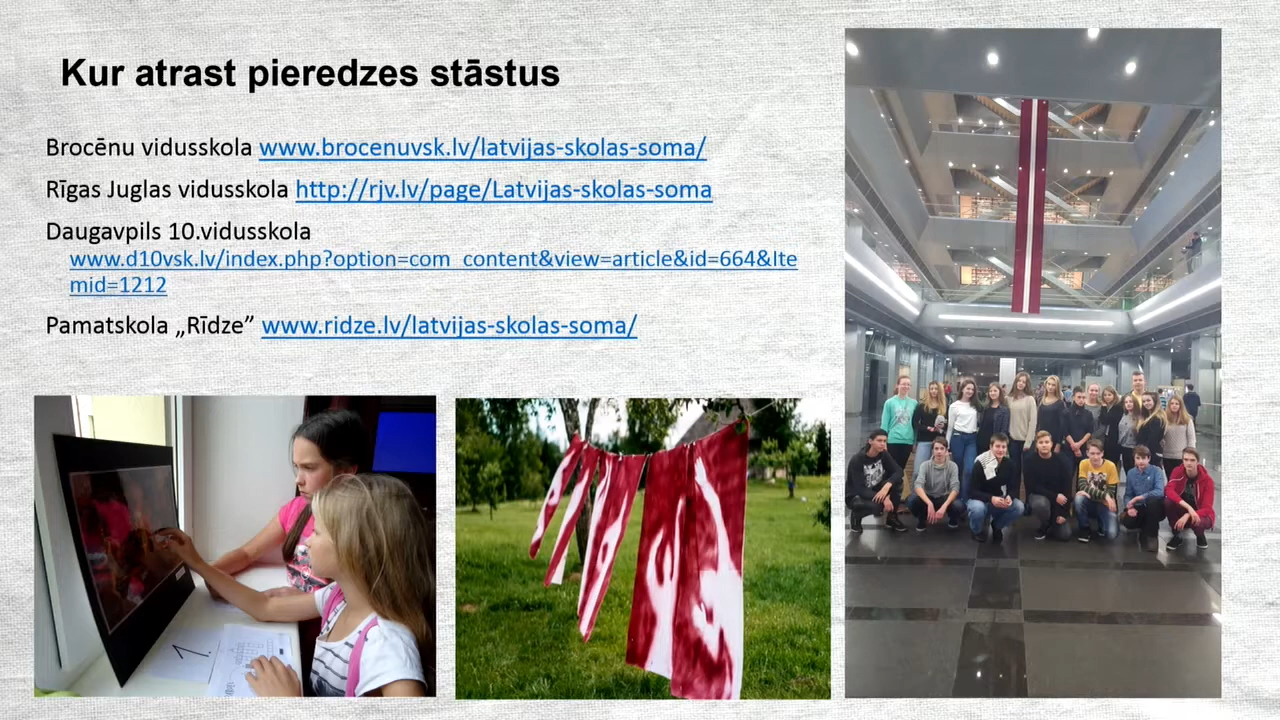 Kur atrast pieredzes stāstus
Brocēnu vidusskola www.brocenuvsk.lv/latvijas-skolas-soma/
Rīgas Juglas vidusskola http://rjv.lv/page/Latvijas-skolas-soma
Daugavpils 10.vidusskola
www.d10vsk.lv/index.php?option=com_content&view=article&id=664&Ite
mid=1212
Pamatskola „Rīdze” www.ridze.lv/latvijas-skolas-soma/
1.